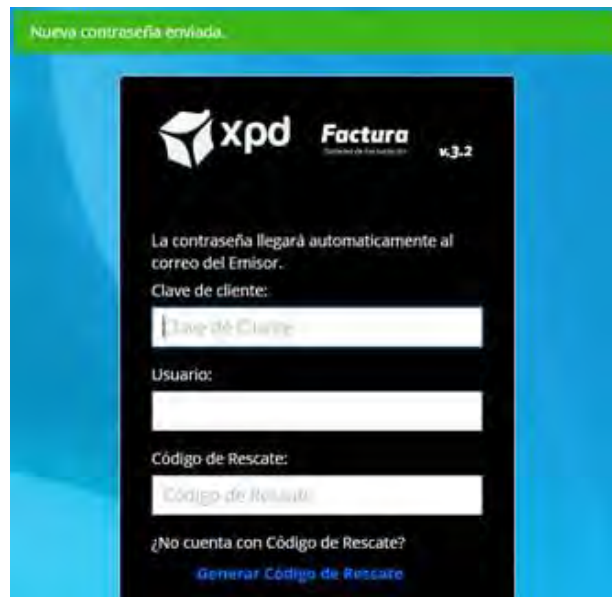 Nueva contraseña enviada.
xpd Factura v.3.2
La contraseña llegará automaticamente al
correo del Emisor.
Clave de cliente:
Clave de Cliente
Usuario:
Código de Rescate:
Código de Rescate
¿No cuenta con Código de Rescate?
Generar Código de Rescate